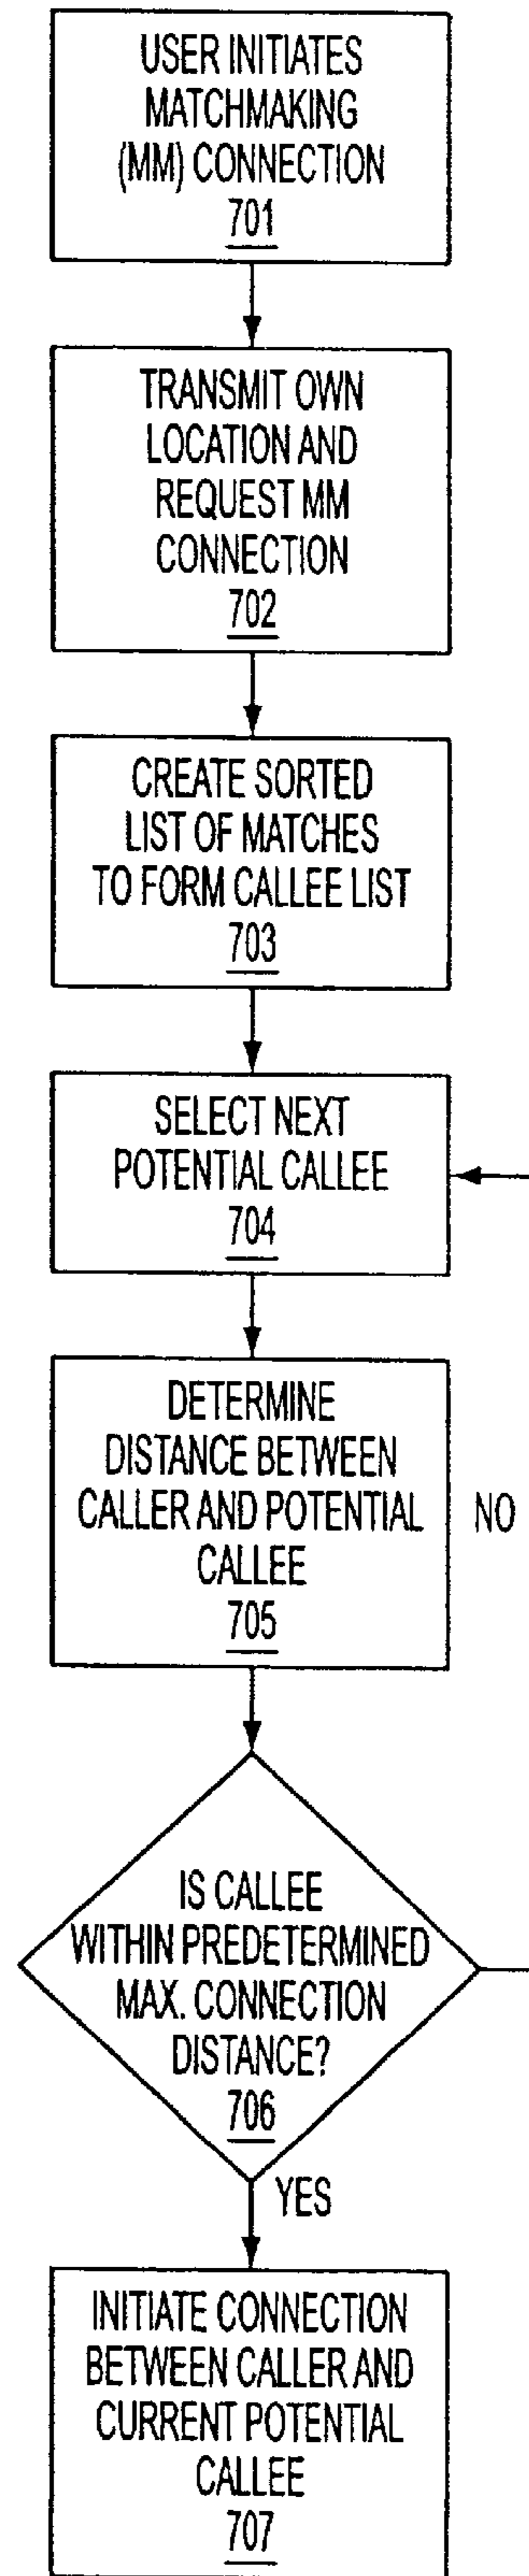 USER INITIATES
MATCHMAKING
(MM) CONNECTION
701
TRANSMIT OWN
LOCATION AND
REQUEST MM
CONNECTION
702
CREATE SORTED
LIST OF MATCHES
TO FORM CALLEE LIST
703
SELECT NEXT
POTENTIAL CALLEE
704
DETERMINE
DISTANCE BETWEEN
CALLER AND POTENTIAL
CALLEE
705
NO
IS CALLEE
WITHIN PREDETERMINED
MAX. CONNECTION
DISTANCE?
706
YES
INITIATE CONNECTION
BETWEEN CALLER AND
CURRENT POTENTIAL
CALLEE
707